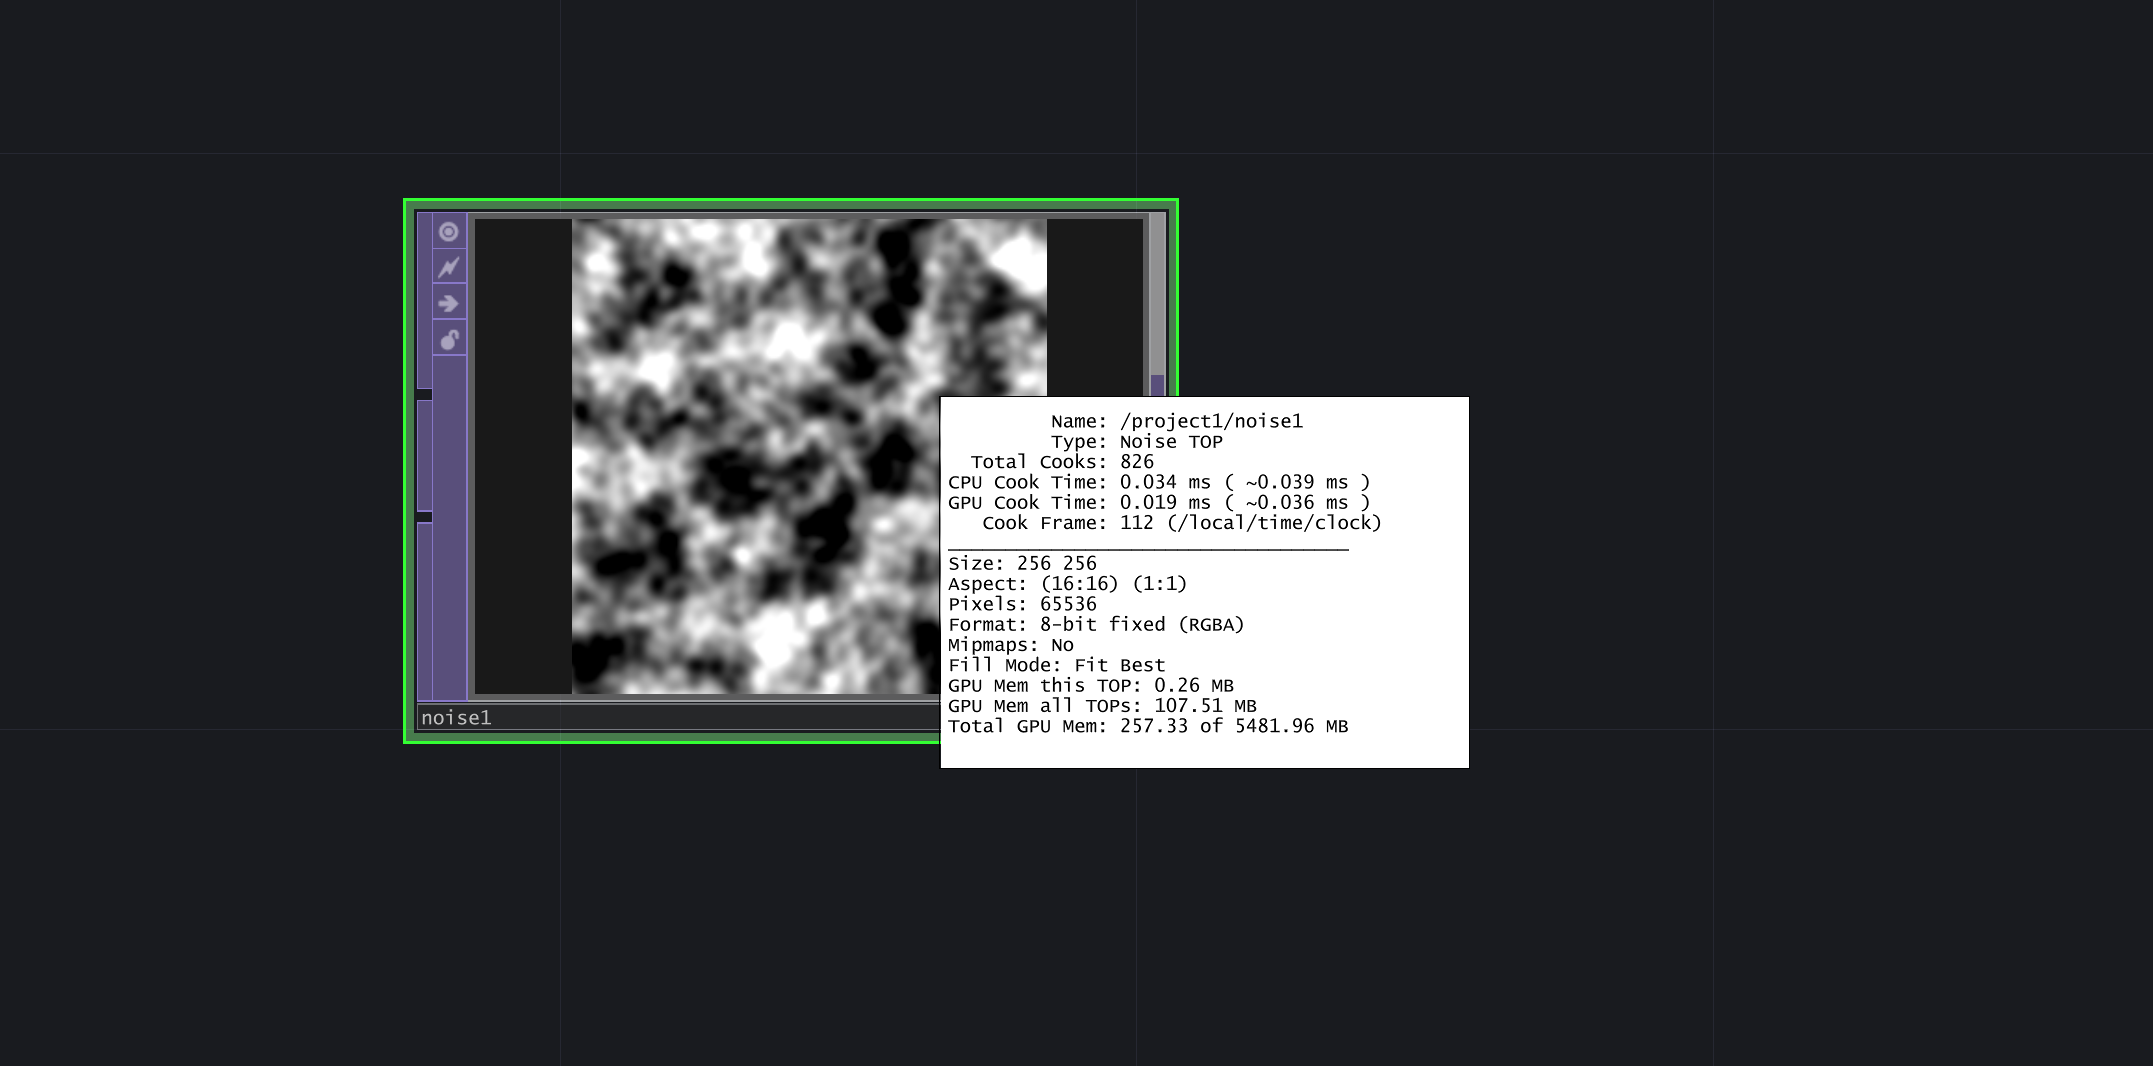 Name: /project1/noise1
Type: Noise TOP
Total Cooks: 826
CPU Cook Time: 0.034 ms ( ~0.039 ms )
GPU Cook Time: 0.019 ms ( ~0.036 ms )
Cook Frame: 112 (/local/time/clock)
Size: 256 256
Aspect: (16:16) (1:1)
Pixels: 65536
Format: 8-bit fixed (RGBA)
Mipmaps: No
Fill Mode: Fit Best
GPU Mem this TOP: 0.26 MB
GPU Mem all TOPs: 107.51 MB
Total GPU Mem: 257.33 of 5481.96 MB
noise1